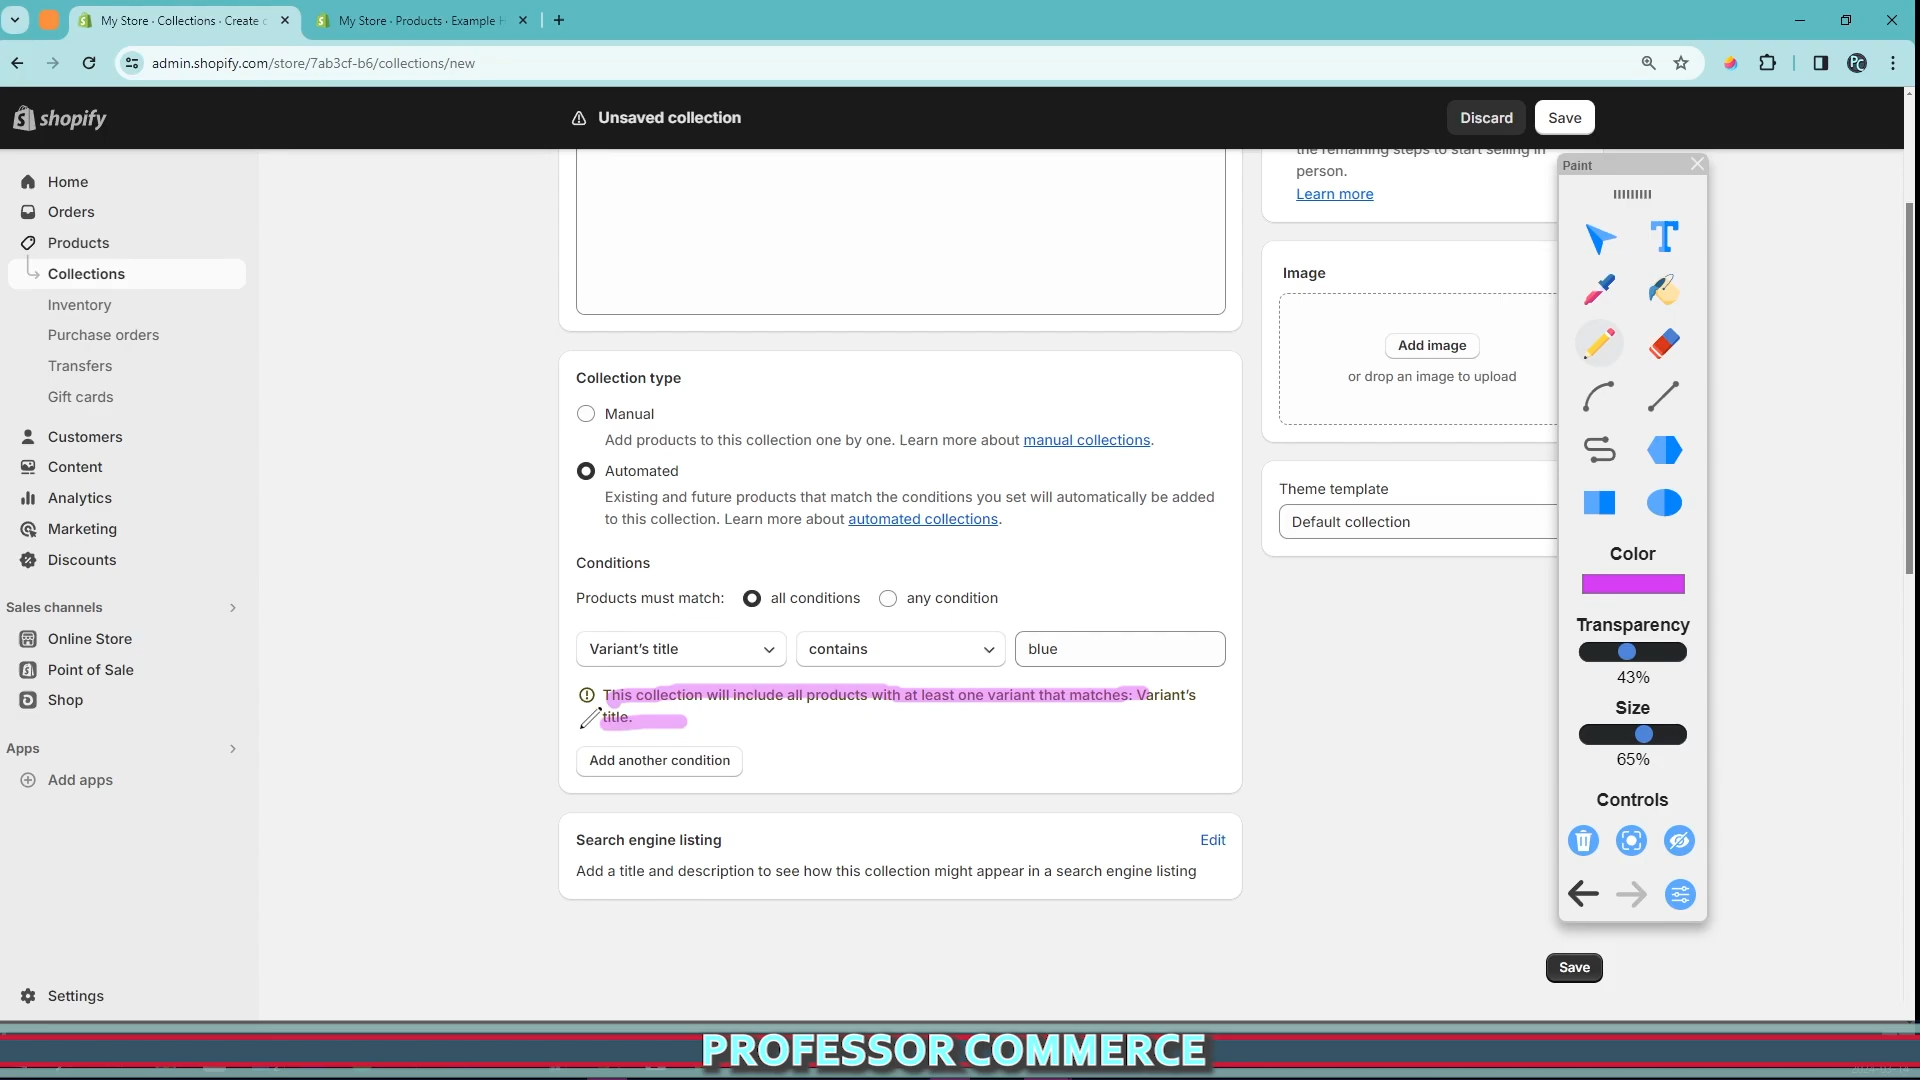 My Store · Collections · Create c
My Store · Products · Example H
admin.shopify.com/store/7ab3cf-b6/collections/new
shopify
Unsaved collection
Discard
Save
Home
Orders
Products
Collections
Inventory
Purchase orders
Transfers
Gift cards
Customers
Content
Analytics
Marketing
Discounts
Sales channels
Online Store
Point of Sale
Shop
Apps
Add apps
Settings
Collection type
Manual
Add products to this collection one by one. Learn more about manual collections.
Automated
Existing and future products that match the conditions you set will automatically be added
to this collection. Learn more about automated collections.
Conditions
Products must match: all conditions any condition
Variant's title contains blue
This collection will include all products with at least one variant that matches: Variant's
title.
Add another condition
Search engine listing
Edit
Add a title and description to see how this collection might appear in a search engine listing
the remaining steps to start selling in
person.
Learn more
Image
Add image
or drop an image to upload
Theme template
Default collection
Save
Paint
T
Color
Transparency
43%
Size
65%
Controls
PROFESSOR COMMERCE